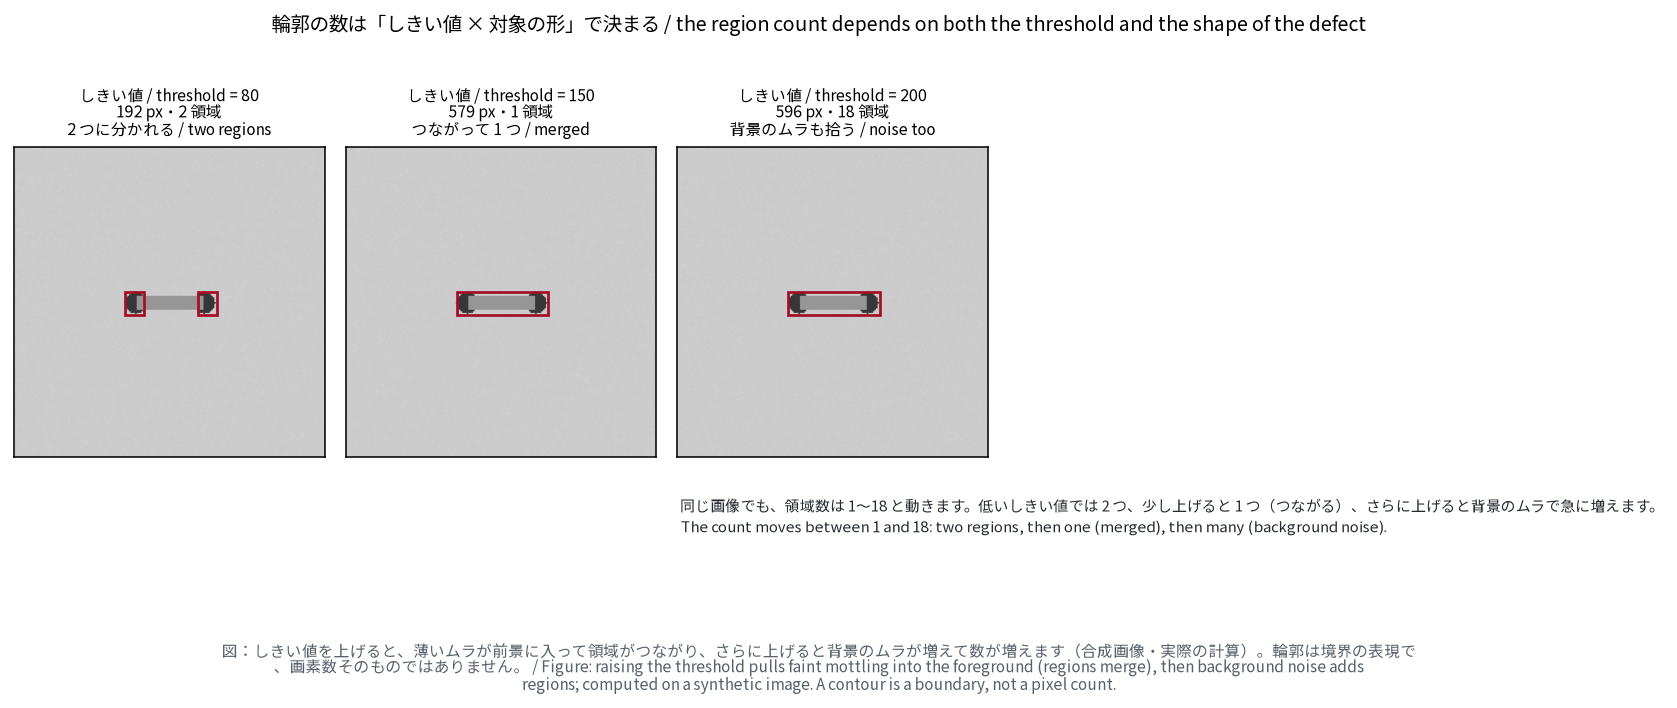 輪郭の数は「しきい値 × 対象の形」で決まる / the region count depends on both the threshold and the shape of the defect
しきい値 / threshold = 80
192 px・2 領域
2 つに分かれる / two regions
しきい値 / threshold = 150
579 px・1 領域
つながって 1 つ / merged
しきい値 / threshold = 200
596 px・18 領域
背景のムラも拾う / noise too
同じ画像でも、領域数は 1〜18 と動きます。低いしきい値では 2 つ、少し上げると 1 つ（つながる）、さらに上げると背景のムラで急に増えます。
The count moves between 1 and 18: two regions, then one (merged), then many (background noise).
図：しきい値を上げると、薄いムラが前景に入って領域がつながり、さらに上げると背景のムラが増えて数が増えます（合成画像・実際の計算）。輪郭は境界の表現で
、画素数そのものではありません。 / Figure: raising the threshold pulls faint mottling into the foreground (regions merge), then background noise adds
regions; computed on a synthetic image. A contour is a boundary, not a pixel count.